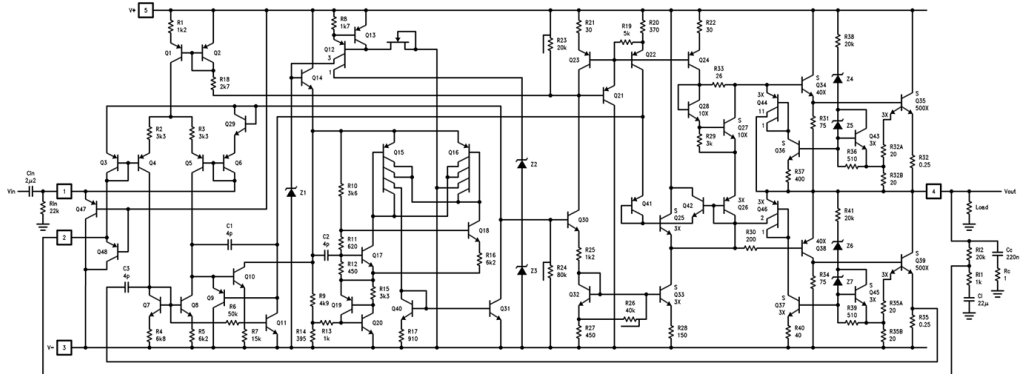 V+ 5
R1
1k2
Q1
Q2
R18
2k7
R8
1k7
Q13
Q12
3
1
Q14
R23
20k
R21
30
Q23
R19
5k
R20
370
Q22
R22
30
Q24
Q21
R33
26
Q28
10X
R29
3k
S
Q27
10X
R38
20k
Z4
S
Q34
40X
3X
Q44
11
1
R31
75
S
Q35
500X
3X
Z5
Q43
3X
Q36
R36
510
R32A
20
R32
0.25
R37
400
R32B
20
Q29
R2
3k3
R3
3k3
Q3
Q4
Q5
Q6
Q15
Q16
Z1
Z2
Cin
2µ2
Vin
1
Rin
22k
Q47
2
Q48
C3
4p
C1
4p
R10
3k6
R11
620
C2
4p
R12
450
Q17
Q18
R16
6k2
Q30
R25
1k2
Z3
R24
80k
Q41
Q25
3X
Q42
3X
Q26
3X
Q46
2
1
R30
200
40X
Q38
R41
20k
Z6
S
Q39
500X
3X
4
Vout
Load
Rf2
20k
Rf1
1k
Cf
22µ
Cc
220n
Rc
1
Q10
Q7
Q8
Q9
R6
50k
Q11
R4
6k8
R5
6k2
R7
15k
R9
4k9
R14
395
R13
1k
Q19
Q20
R15
3k3
Q40
R17
910
Q31
Q32
R26
40k
R27
450
Q33
3X
R28
150
Q37
3X
R40
40
R34
75
Z7
Q45
3X
R39
510
R35A
20
R35B
20
R35
0.25
V- 3